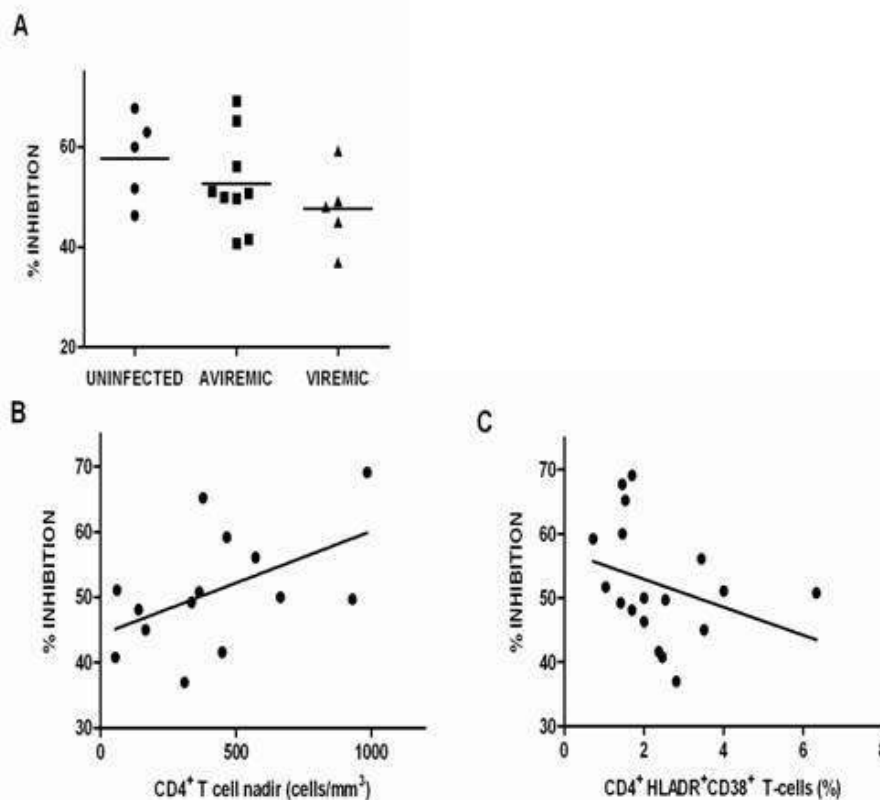 A
% INHIBITION
60
40
20
UNINFECTED AVIREMIC VIREMIC
B
% INHIBITION
70
60
50
40
30
0 500 1000
CD4+ T cell nadir (cells/mm3)
C
% INHIBITION
70
60
50
40
30
0 2 4 6 8
CD4+ HLADR+CD38+ T-cells (%)